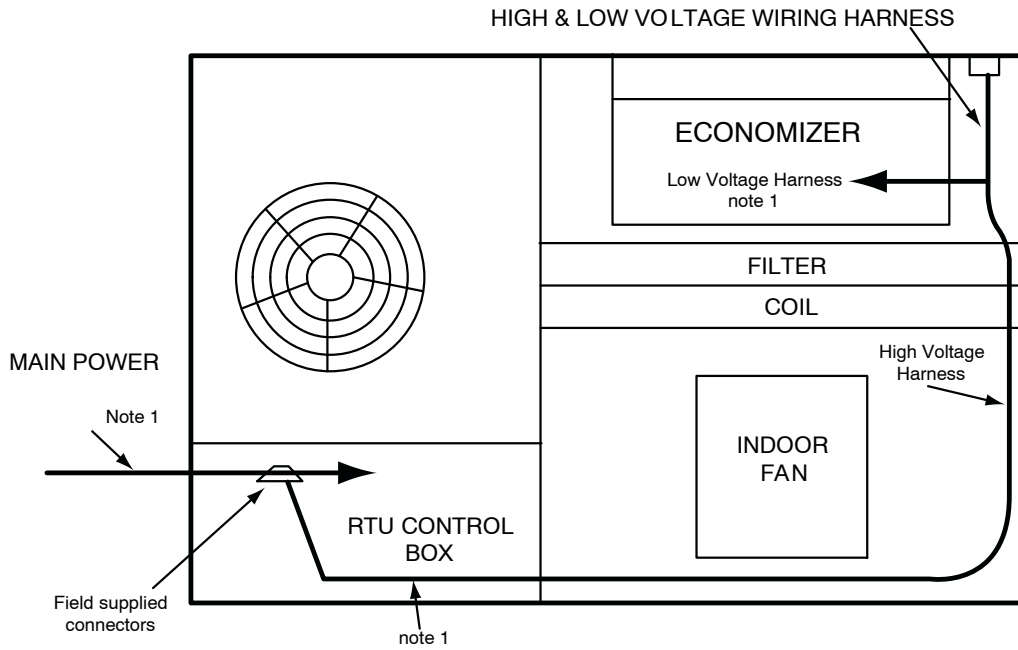 HIGH & LOW VOLTAGE WIRING HARNESS
ECONOMIZER
Low Voltage Harness
note 1
FILTER
COIL
MAIN POWER
High Voltage
Harness
Note 1
INDOOR
FAN
RTU CONTROL
BOX
Field supplied
connectors
note 1